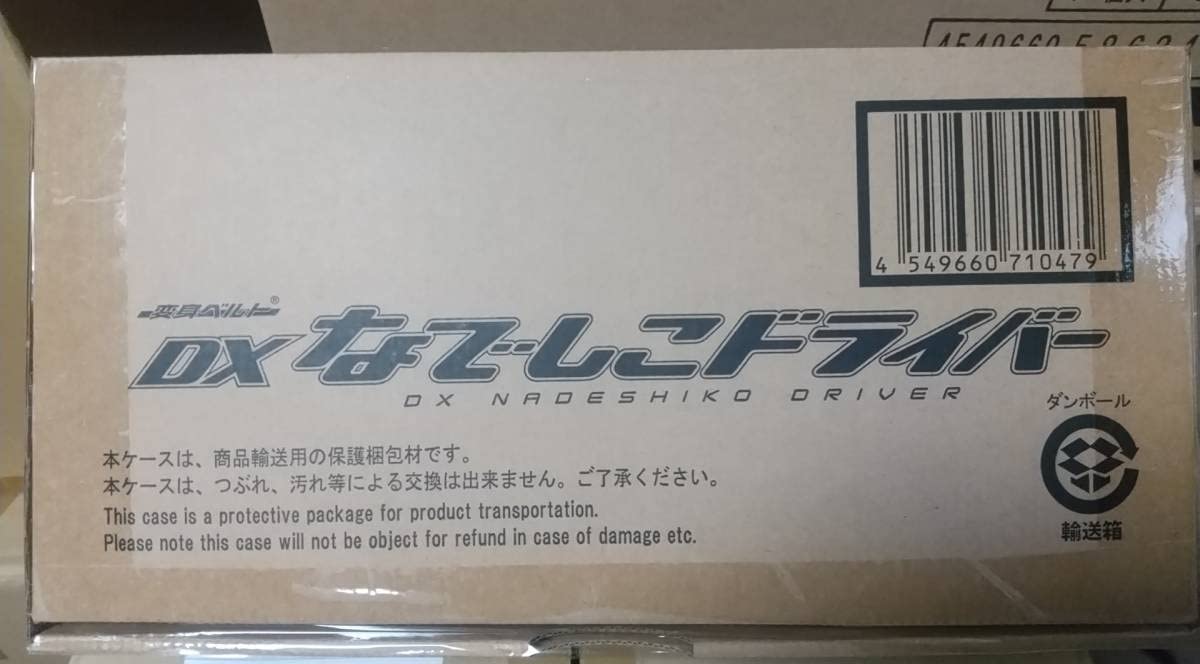 4 549660 710479
変身ベルト®
DXなでしこドライバー
DX NADESHIKO DRIVER
ダンボール
本ケースは、商品輸送用の保護梱包材です。
本ケースは、つぶれ、汚れ等による交換は出来ません。ご了承ください。
This case is a protective package for product transportation.
Please note this case will not be object for refund in case of damage etc.
輸送箱